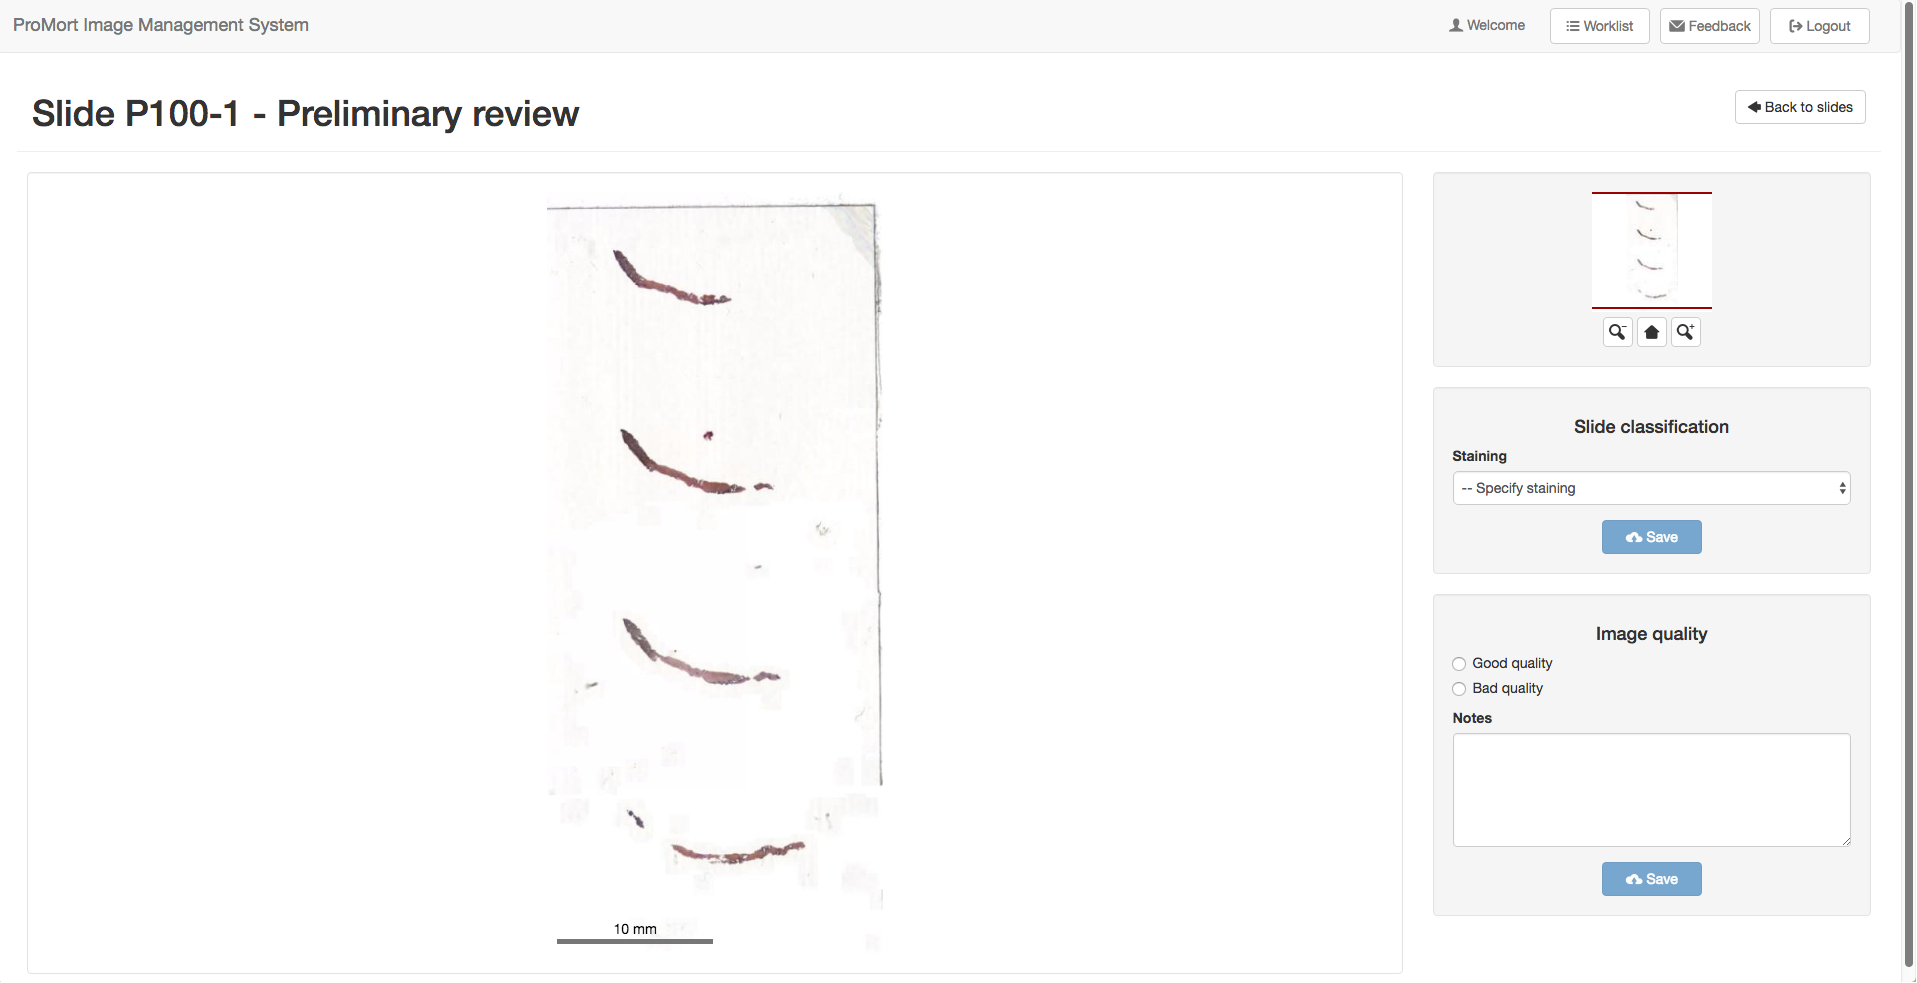 ProMort Image Management System
Welcome
Worklist
Feedback
Logout
Slide P100-1 - Preliminary review
Back to slides
Slide classification
Staining
-- Specify staining
Save
Image quality
Good quality
Bad quality
Notes
Save
10 mm